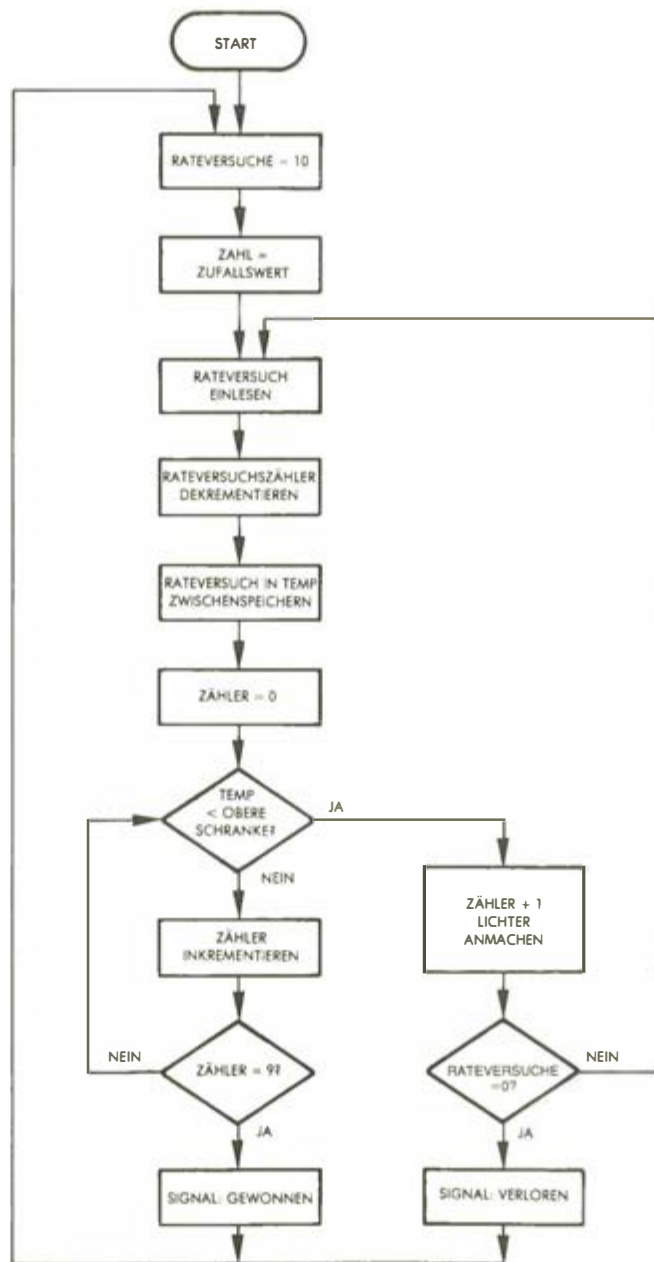 START
RATEVERSUCHE = 10
ZAHL =
ZUFALLSWERT
RATEVERSUCH
EINLESEN
RATEVERSUCHSZÄHLER
DEKREMENTIEREN
RATEVERSUCH IN TEMP
ZWISCHENSPEICHERN
ZÄHLER = 0
TEMP
< OBERE
SCHRANKE?
JA
NEIN
ZÄHLER + 1
LICHTER
ANMACHEN
ZÄHLER
INKREMENTIEREN
NEIN
ZÄHLER = 9?
JA
RATEVERSUCHE
=0?
NEIN
JA
SIGNAL: GEWONNEN
SIGNAL: VERLOREN